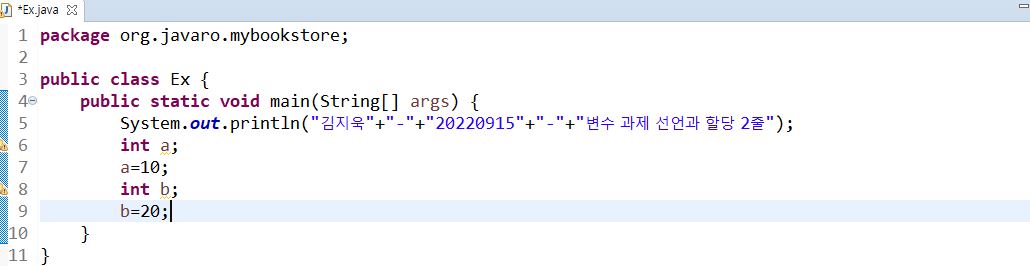 *Ex.java
1 package org.javaro.mybookstore;
2
3 public class Ex {
4 public static void main(String[] args) {
5 System.out.println("김지욱"+"-"+"20220915"+"-"+"변수 과제 선언과 할당 2줄");
6 int a;
7 a=10;
8 int b;
9 b=20;
10 }
11 }